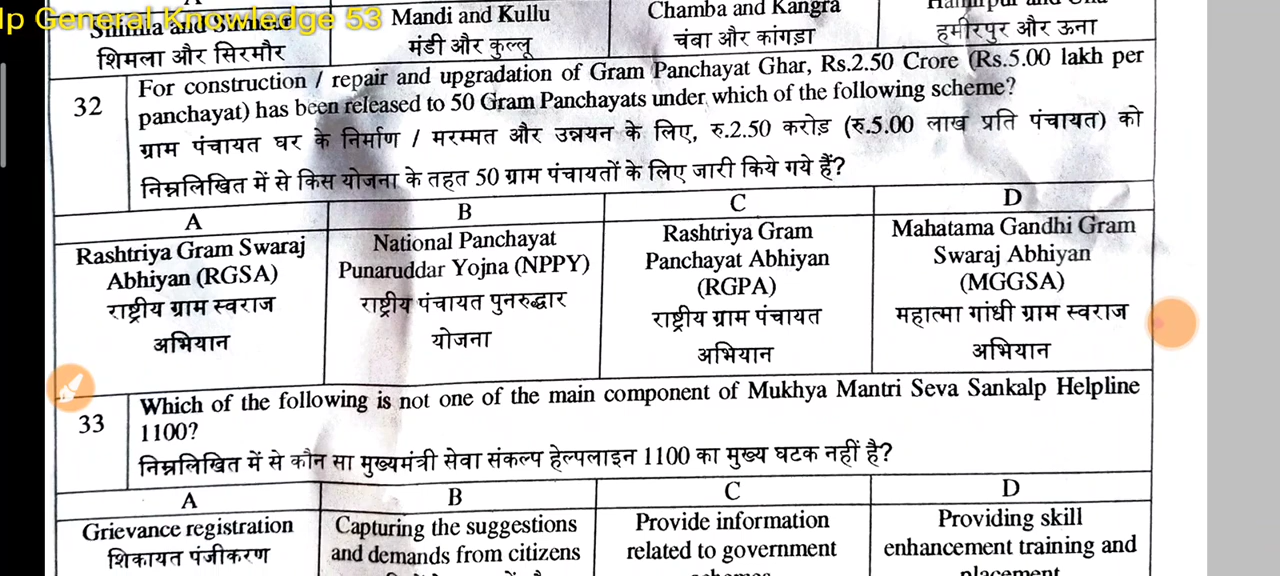 lp General Knowledge 53
Mandi and Kullu
मंडी और कुल्लू
Chamba and Kangra
चंबा और कांगड़ा
हमीरपुर और ऊना
शिमला और सिरमौर
32
For construction / repair and upgradation of Gram Panchayat Ghar, Rs.2.50 Crore (Rs.5.00 lakh per
panchayat) has been released to 50 Gram Panchayats under which of the following scheme?
ग्राम पंचायत घर के निर्माण / मरम्मत और उन्नयन के लिए, रु.2.50 करोड़ (रु.5.00 लाख प्रति पंचायत) को
निम्नलिखित में से किस योजना के तहत 50 ग्राम पंचायतों के लिए जारी किये गये हैं?
A
Rashtriya Gram Swaraj
Abhiyan (RGSA)
राष्ट्रीय ग्राम स्वराज
अभियान
B
National Panchayat
Punaruddar Yojna (NPPY)
राष्ट्रीय पंचायत पुनरुद्धार
योजना
C
Rashtriya Gram
Panchayat Abhiyan
(RGPA)
राष्ट्रीय ग्राम पंचायत
अभियान
D
Mahatama Gandhi Gram
Swaraj Abhiyan
(MGGSA)
महात्मा गांधी ग्राम स्वराज
अभियान
33
Which of the following is not one of the main component of Mukhya Mantri Seva Sankalp Helpline
1100?
निम्नलिखित में से कौन सा मुख्यमंत्री सेवा संकल्प हेल्पलाइन 1100 का मुख्य घटक नहीं है?
A
Grievance registration
शिकायत पंजीकरण
B
Capturing the suggestions
and demands from citizens
C
Provide information
related to government
D
Providing skill
enhancement training and
placement